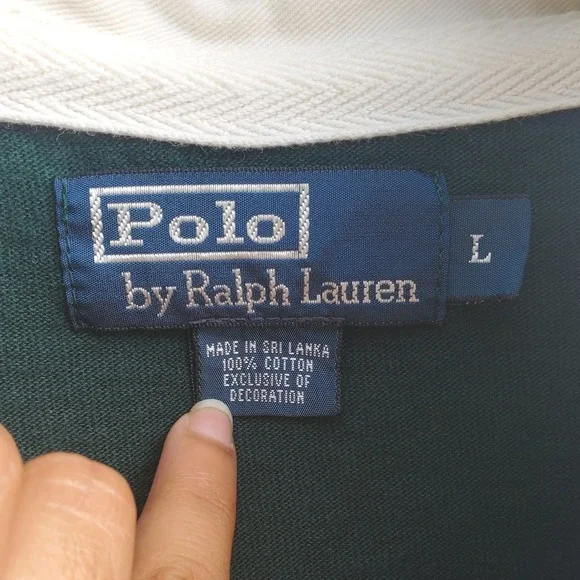 Polo
by Ralph Lauren
L
MADE IN SRI LANKA
100% COTTON
EXCLUSIVE OF
DECORATION